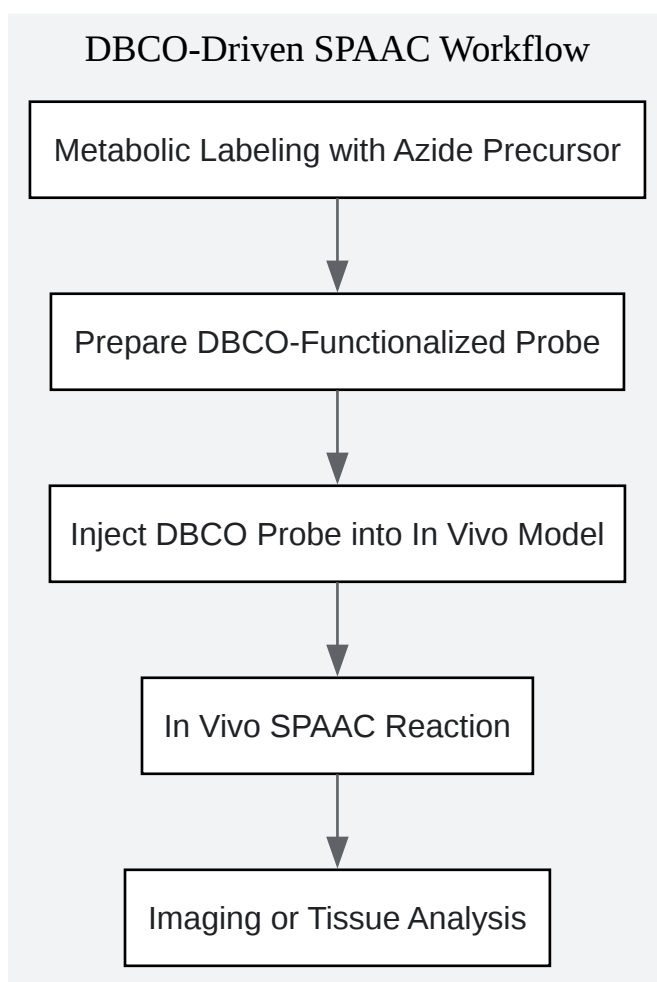 DBCO-Driven SPAAC Workflow
Metabolic Labeling with Azide Precursor
Prepare DBCO-Functionalized Probe
Inject DBCO Probe into In Vivo Model
In Vivo SPAAC Reaction
Imaging or Tissue Analysis